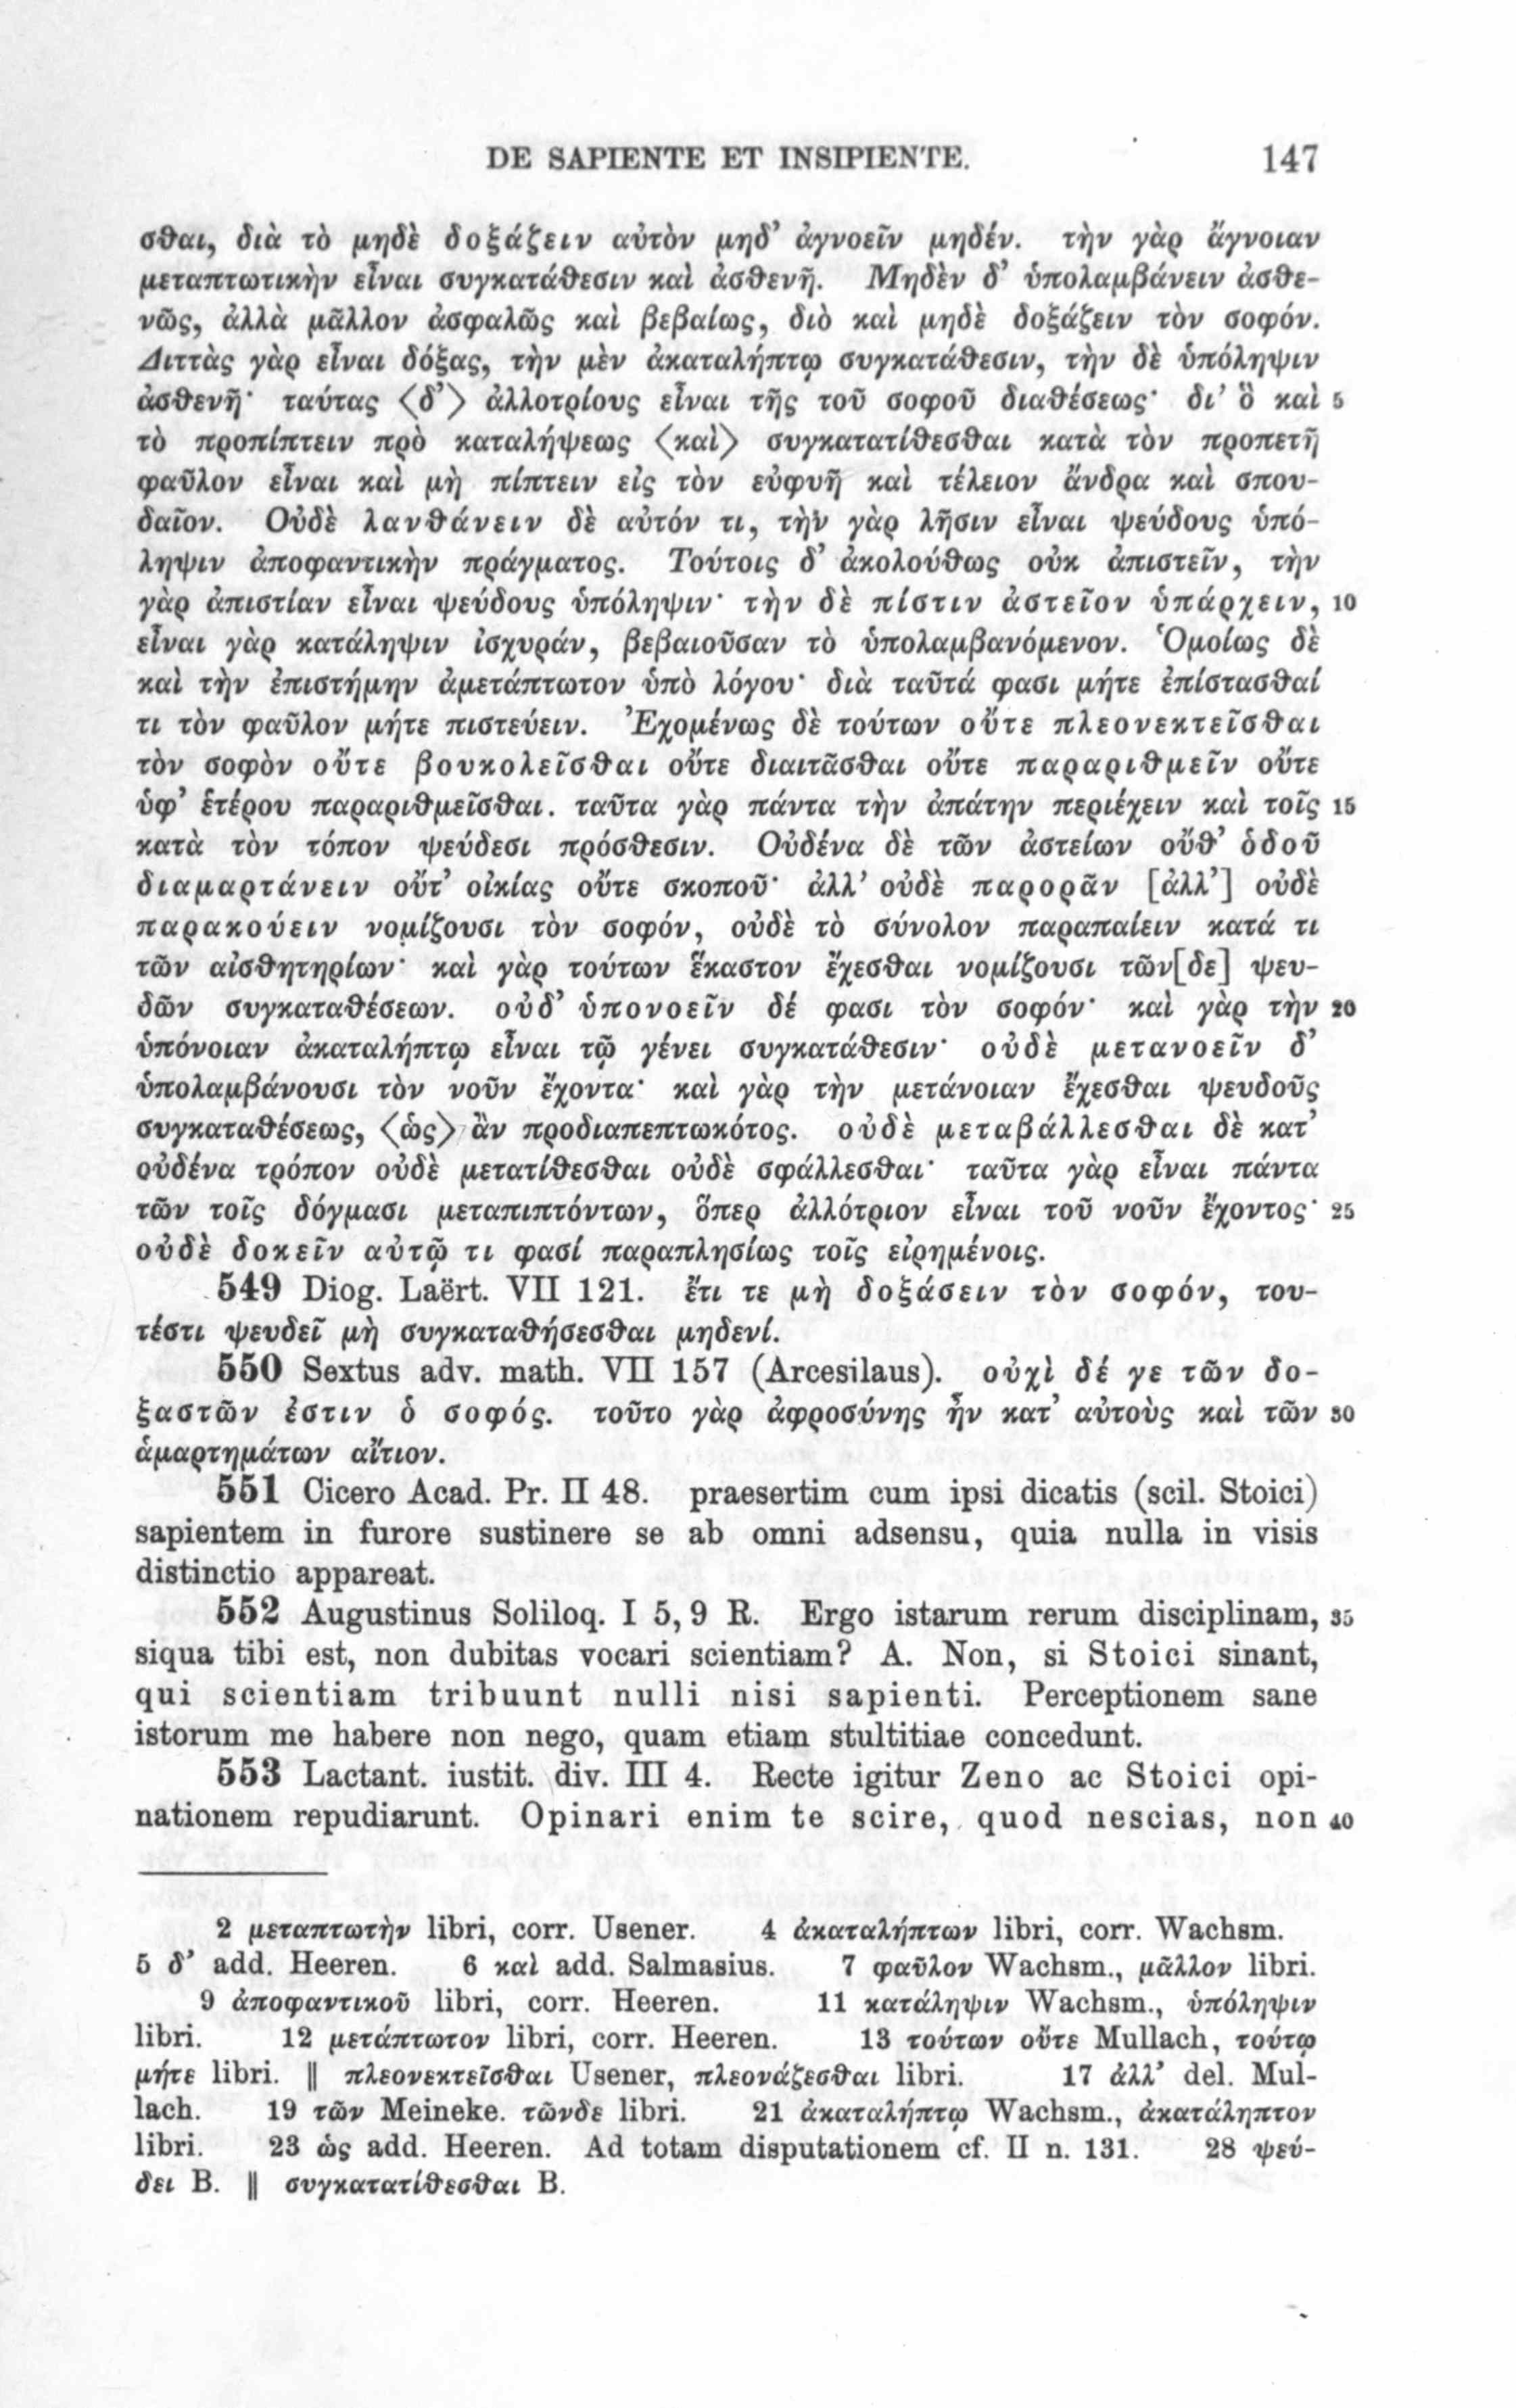 DE SAPIENTE ET INSIPIENTE. 147
σθαι, διὰ τὸ μηδὲ δοξάζειν αὐτὸν μηδ’ ἀγνοεῖν μηδέν. τὴν γὰρ ἄγνοιαν
μεταπτωτικὴν εἶναι συγκατάθεσιν καὶ ἀσθενῆ. Μηδὲν δ’ ὑπολαμβάνειν ἀσθε-
νῶς, ἀλλὰ μᾶλλον ἀσφαλῶς καὶ βεβαίως, διὸ καὶ μηδὲ δοξάζειν τὸν σοφόν.
Διττὰς γὰρ εἶναι δόξας, τὴν μὲν ἀκαταλήπτῳ συγκατάθεσιν, τὴν δὲ ὑπόληψιν
ἀσθενῆ· ταύτας 〈δ’〉 ἀλλοτρίους εἶναι τῆς τοῦ σοφοῦ διαθέσεως· δι’ ὃ καὶ 5
τὸ προπίπτειν πρὸ καταλήψεως 〈καὶ〉 συγκατατίθεσθαι κατὰ τὸν προπετῆ
φαῦλον εἶναι καὶ μὴ πίπτειν εἰς τὸν εὐφυῆ καὶ τέλειον ἄνδρα καὶ σπου-
δαῖον. Οὐδὲ λανθάνειν δὲ αὐτόν τι, τὴν γὰρ λῆσιν εἶναι ψεύδους ὑπό-
ληψιν ἀποφαντικὴν πράγματος. Τούτοις δ’ ἀκολούθως οὐκ ἀπιστεῖν, τὴν
γὰρ ἀπιστίαν εἶναι ψεύδους ὑπόληψιν· τὴν δὲ πίστιν ἀστεῖον ὑπάρχειν, 10
εἶναι γὰρ κατάληψιν ἰσχυράν, βεβαιοῦσαν τὸ ὑπολαμβανόμενον. Ὁμοίως δὲ
καὶ τὴν ἐπιστήμην ἀμετάπτωτον ὑπὸ λόγου· διὰ ταῦτά φασι μήτε ἐπίστασθαί
τι τὸν φαῦλον μήτε πιστεύειν. Ἐχομένως δὲ τούτων οὔτε πλεονεκτεῖσθαι
τὸν σοφὸν οὔτε βουκολεῖσθαι οὔτε διαιτᾶσθαι οὔτε παραριθμεῖν οὔτε
ὑφ’ ἑτέρου παραριθμεῖσθαι. ταῦτα γὰρ πάντα τὴν ἀπάτην περιέχειν καὶ τοῖς 15
κατὰ τὸν τόπον ψεύδεσι πρόσθεσιν. Οὐδένα δὲ τῶν ἀστείων οὔθ’ ὁδοῦ
διαμαρτάνειν οὔτ’ οἰκίας οὔτε σκοποῦ· ἀλλ’ οὐδὲ παρορᾶν [ἀλλ’] οὐδὲ
παρακούειν νομίζουσι τὸν σοφόν, οὐδὲ τὸ σύνολον παραπαίειν κατά τι
τῶν αἰσθητηρίων· καὶ γὰρ τούτων ἕκαστον ἔχεσθαι νομίζουσι τῶν[δε] ψευ-
δῶν συγκαταθέσεων. οὐδ’ ὑπονοεῖν δέ φασι τὸν σοφόν· καὶ γὰρ τὴν 20
ὑπόνοιαν ἀκαταλήπτῳ εἶναι τῷ γένει συγκατάθεσιν· οὐδὲ μετανοεῖν δ’
ὑπολαμβάνουσι τὸν νοῦν ἔχοντα· καὶ γὰρ τὴν μετάνοιαν ἔχεσθαι ψευδοῦς
συγκαταθέσεως, 〈ὡς〉 ἂν προδιαπεπτωκότος. οὐδὲ μεταβάλλεσθαι δὲ κατ’
οὐδένα τρόπον οὐδὲ μετατίθεσθαι οὐδὲ σφάλλεσθαι· ταῦτα γὰρ εἶναι πάντα
τῶν τοῖς δόγμασι μεταπιπτόντων, ὅπερ ἀλλότριον εἶναι τοῦ νοῦν ἔχοντος· 25
οὐδὲ δοκεῖν αὐτῷ τι φασί παραπλησίως τοῖς εἰρημένοις.
549 Diog. Laërt. VII 121. ἔτι τε μὴ δοξάσειν τὸν σοφόν, του-
τέστι ψευδεῖ μὴ συγκαταθήσεσθαι μηδενί.
550 Sextus adv. math. VII 157 (Arcesilaus). οὐχὶ δέ γε τῶν δο-
ξαστῶν ἐστιν ὁ σοφός. τοῦτο γὰρ ἀφροσύνης ἦν κατ’ αὐτοὺς καὶ τῶν 30
ἁμαρτημάτων αἴτιον.
551 Cicero Acad. Pr. II 48. praesertim cum ipsi dicatis (scil. Stoici)
sapientem in furore sustinere se ab omni adsensu, quia nulla in visis
distinctio appareat.
552 Augustinus Soliloq. I 5, 9 R. Ergo istarum rerum disciplinam, 35
siqua tibi est, non dubitas vocari scientiam? A. Non, si Stoici sinant,
qui scientiam tribuunt nulli nisi sapienti. Perceptionem sane
istorum me habere non nego, quam etiam stultitiae concedunt.
553 Lactant. iustit. div. III 4. Recte igitur Zeno ac Stoici opi-
nationem repudiarunt. Opinari enim te scire, quod nescias, non 40
2 μεταπτωτὴν libri, corr. Usener. 4 ἀκαταλήπτων libri, corr. Wachsm.
5 δ’ add. Heeren. 6 καὶ add. Salmasius. 7 φαῦλον Wachsm., μᾶλλον libri.
9 ἀποφαντικοῦ libri, corr. Heeren. 11 κατάληψιν Wachsm., ὑπόληψιν
libri. 12 μετάπτωτον libri, corr. Heeren. 13 τούτων οὔτε Mullach, τούτῳ
μήτε libri. || πλεονεκτεῖσθαι Usener, πλεονάζεσθαι libri. 17 ἀλλ’ del. Mul-
lach. 19 τῶν Meineke. τῶνδε libri. 21 ἀκαταλήπτῳ Wachsm., ἀκατάληπτον
libri. 23 ὡς add. Heeren. Ad totam disputationem cf. II n. 131. 28 ψεύ-
δει B. || συγκατατίθεσθαι B.